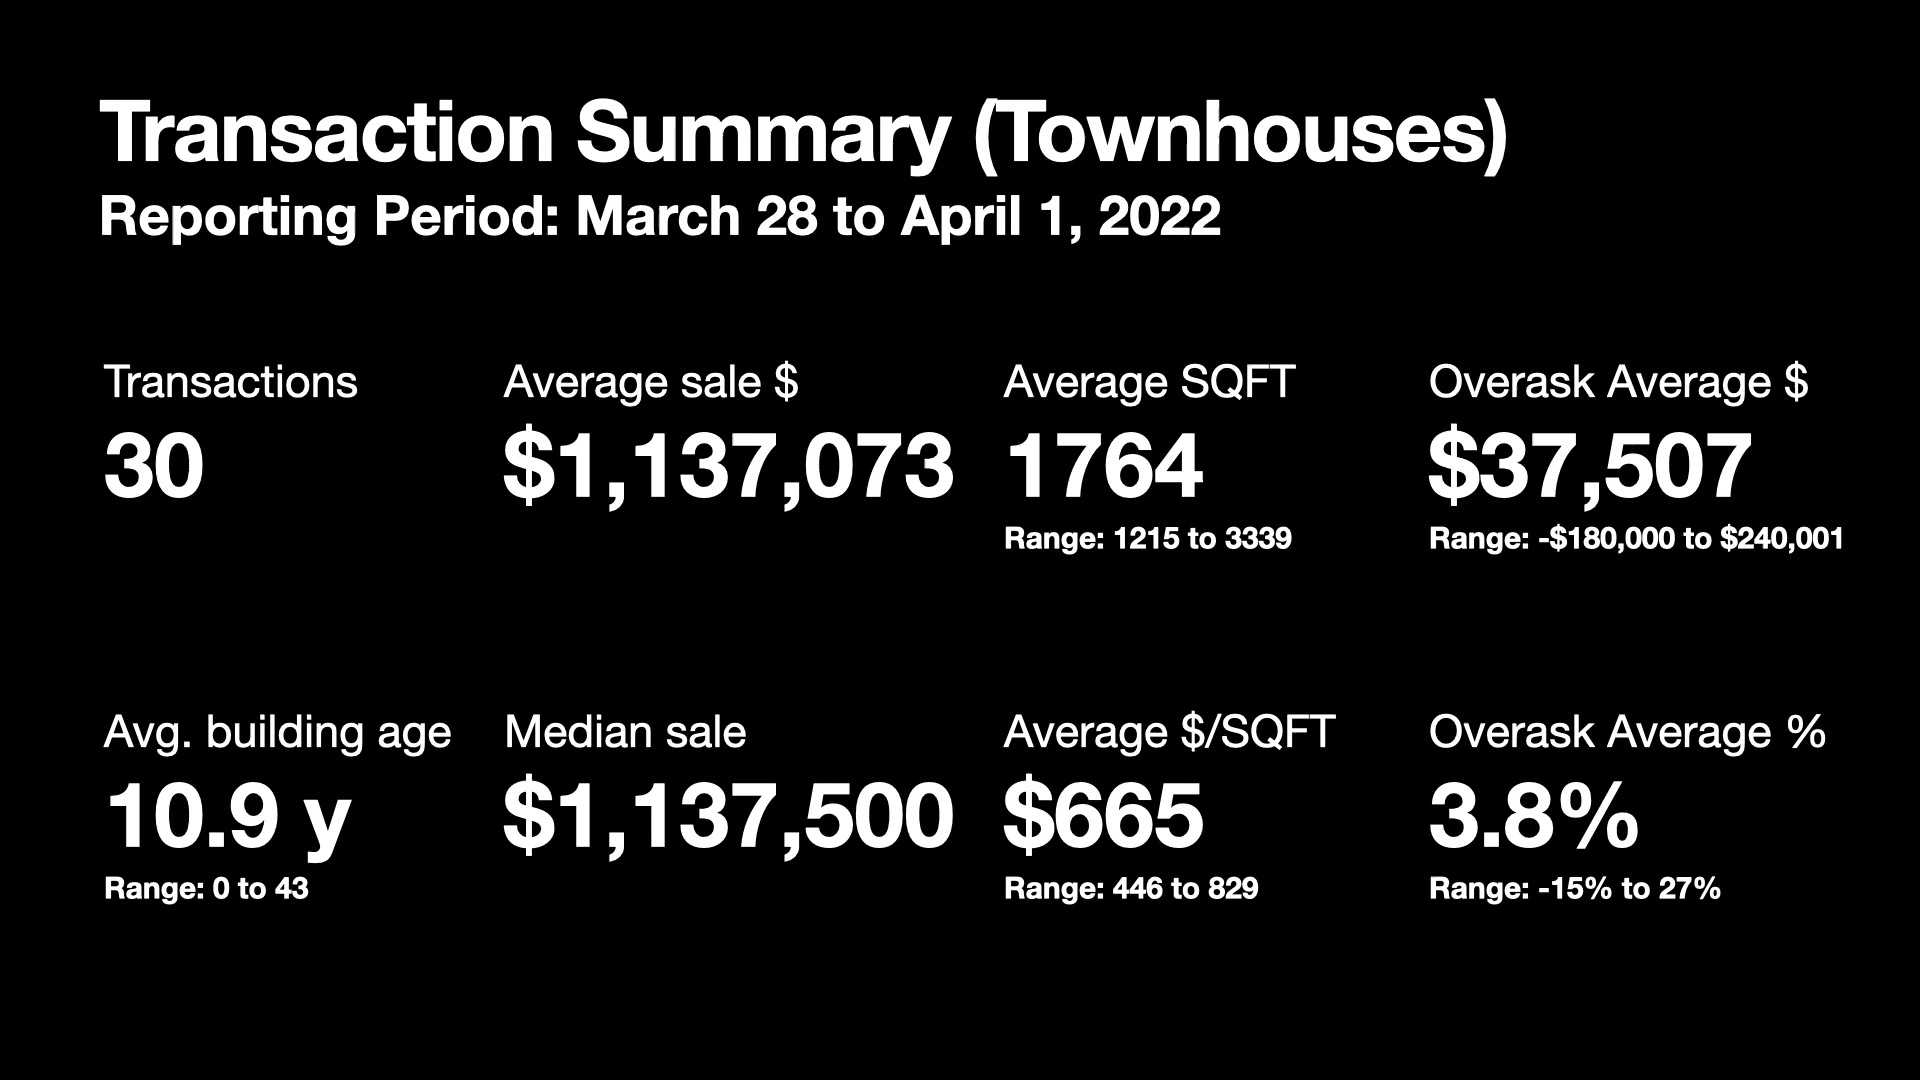 Transaction Summary (Townhouses)
Reporting Period: March 28 to April 1, 2022
Transactions
30
Average sale $
$1,137,073
Average SQFT
1764
Range: 1215 to 3339
Overask Average $
$37,507
Range: -$180,000 to $240,001
Avg. building age
10.9 y
Range: 0 to 43
Median sale
$1,137,500
Average $/SQFT
$665
Range: 446 to 829
Overask Average %
3.8%
Range: -15% to 27%